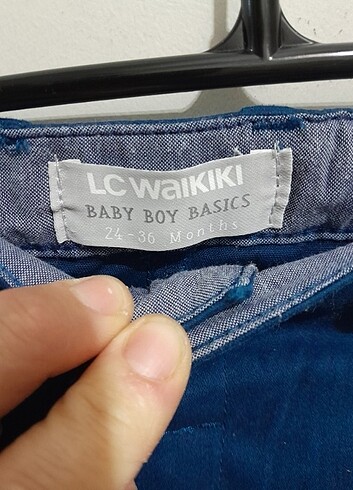 LC Waikiki
BABY BOY BASICS
24-36 Months